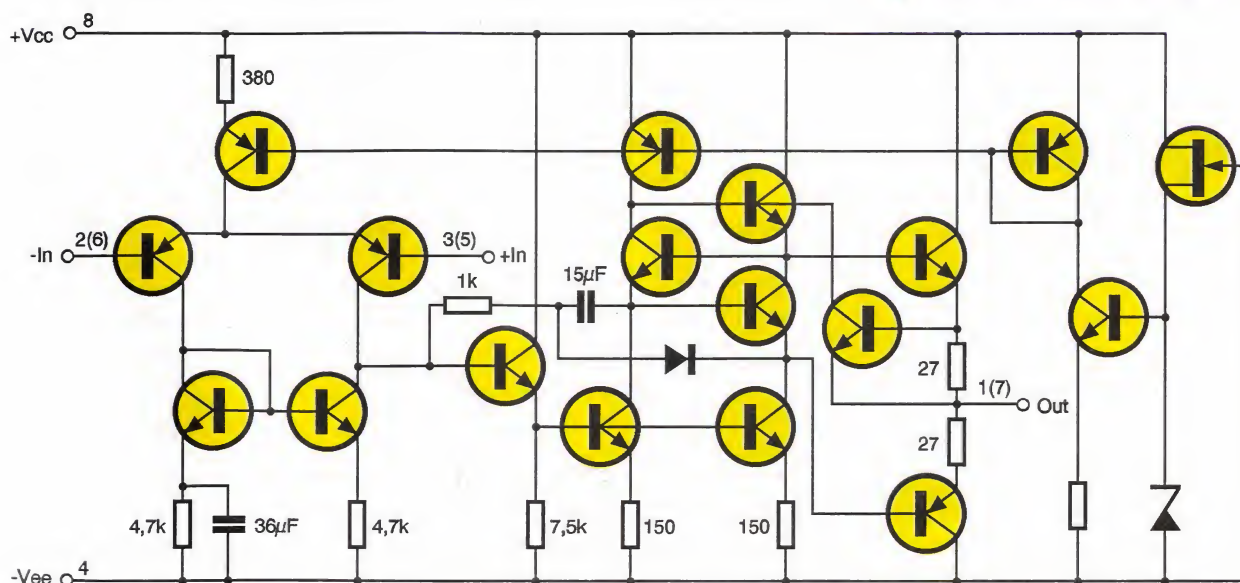 +Vcc 8
380
-In 2(6)
3(5) +In
1k
15µF
27
1(7) Out
27
4,7k
36µF
4,7k
7,5k
150
150
-Vee 4